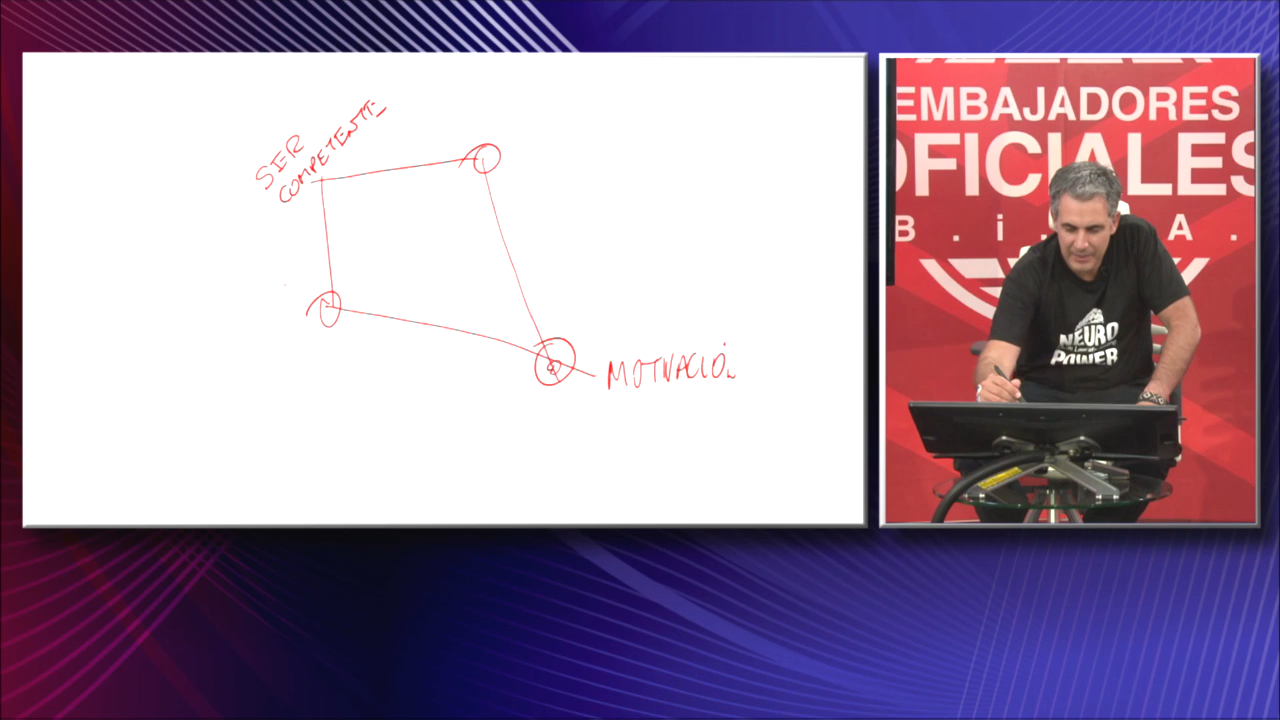 SER
COMPETENTE
MOTIVACIÓN
EMBAJADORES
OFICIALES
B . i . A .
NEURO
POWER